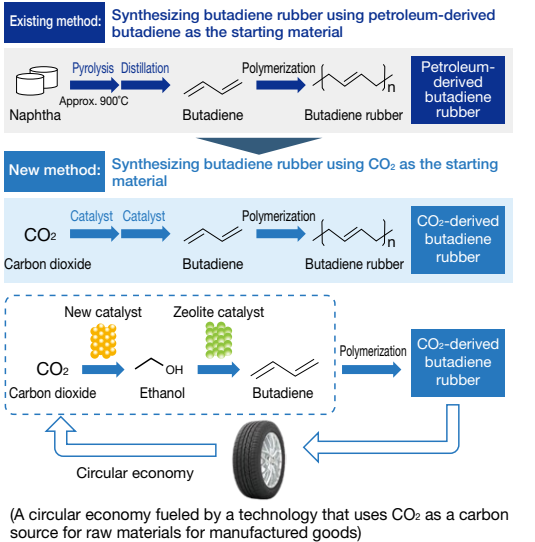 Existing method:
Synthesizing butadiene rubber using petroleum-derived
butadiene as the starting material
Pyrolysis Distillation
Approx. 900°C
Naphtha
Butadiene
Polymerization
n
Butadiene rubber
Petroleum-
derived
butadiene
rubber
New method:
Synthesizing butadiene rubber using CO₂ as the starting
material
CO₂
Carbon dioxide
Catalyst Catalyst
Butadiene
Polymerization
n
Butadiene rubber
CO₂-derived
butadiene
rubber
New catalyst
Zeolite catalyst
CO₂
Carbon dioxide
OH
Ethanol
Butadiene
Polymerization
CO₂-derived
butadiene
rubber
Circular economy
(A circular economy fueled by a technology that uses CO₂ as a carbon
source for raw materials for manufactured goods)